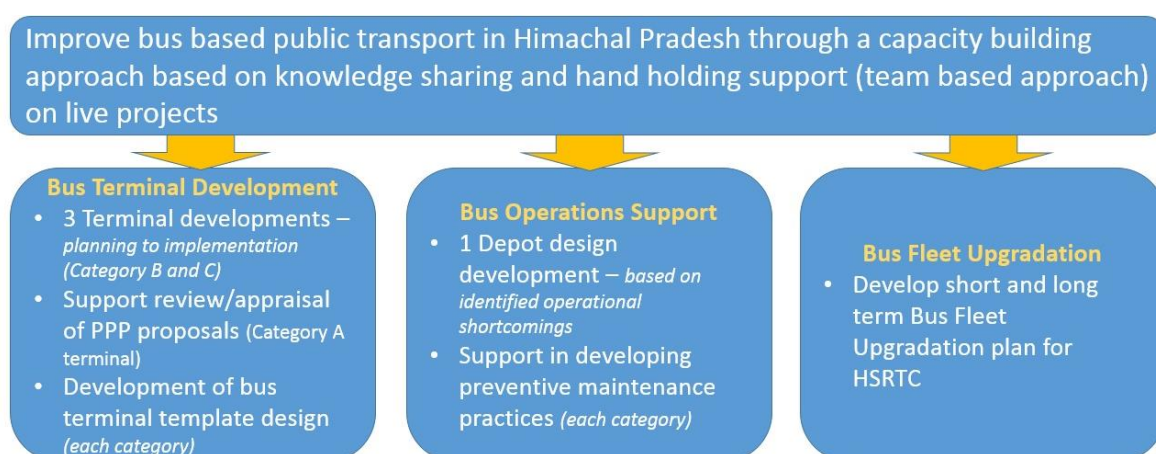 Improve bus based public transport in Himachal Pradesh through a capacity building
approach based on knowledge sharing and hand holding support (team based approach)
on live projects
Bus Terminal Development
• 3 Terminal developments –
planning to implementation
(Category B and C)
• Support review/appraisal
of PPP proposals (Category A
terminal)
• Development of bus
terminal template design
(each category)
Bus Operations Support
• 1 Depot design
development – based on
identified operational
shortcomings
• Support in developing
preventive maintenance
practices (each category)
Bus Fleet Upgradation
• Develop short and long
term Bus Fleet
Upgradation plan for
HSRTC